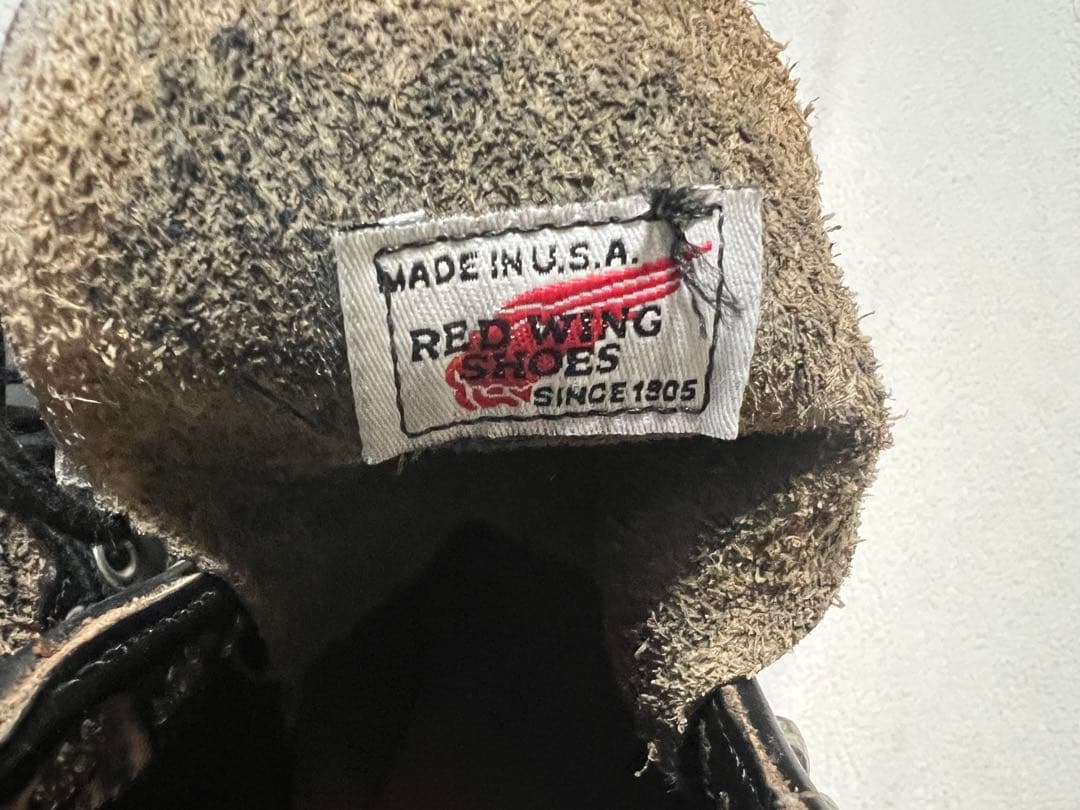 MADE IN U.S.A.
RED WING
SHOES
SINCE 1905